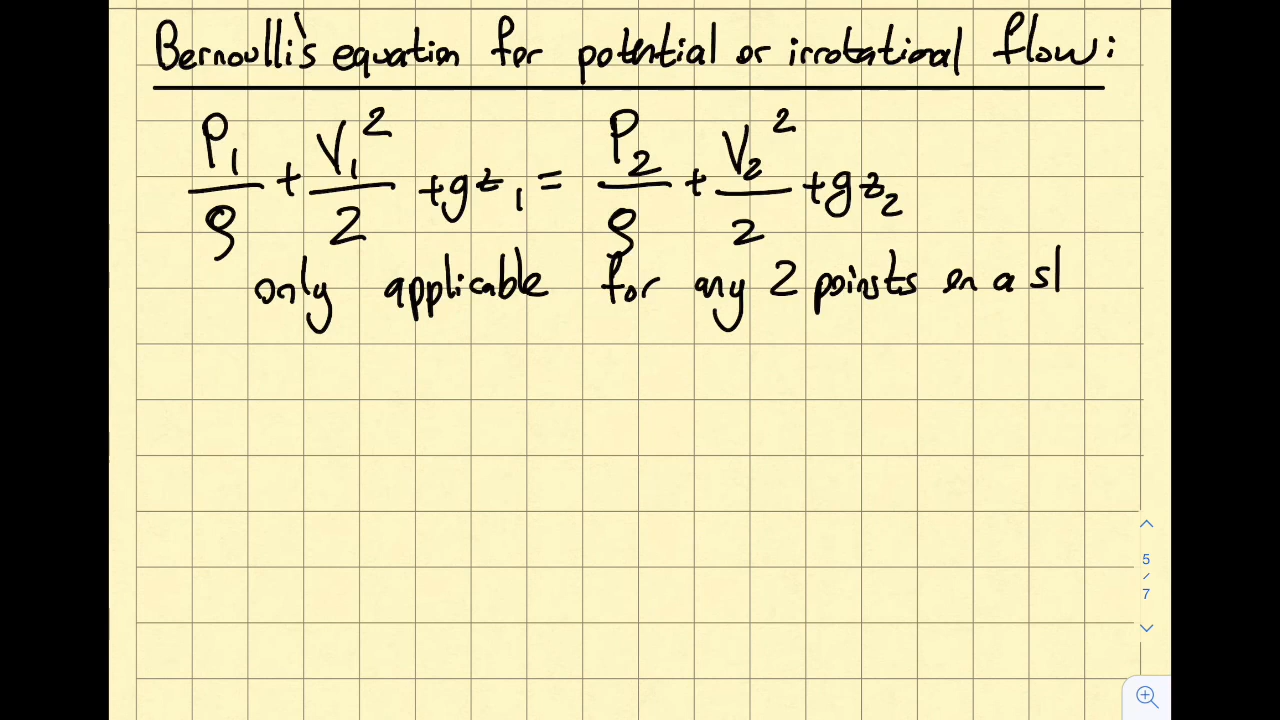 Bernoulli's equation for potential or irrotational flow:
P₁/ρ + V₁²/2 + gz₁ = P₂/ρ + V₂²/2 + gz₂
only applicable for any 2 poinsts on a sl
5
/
7